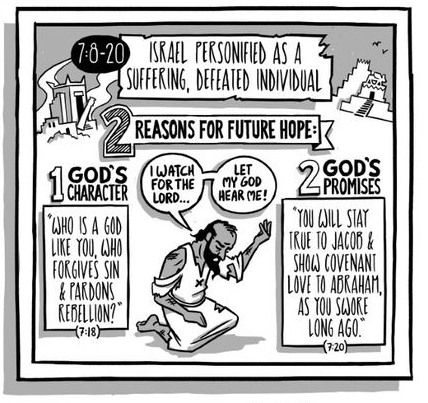 7:8-20
ISRAEL PERSONIFIED AS A
SUFFERING, DEFEATED INDIVIDUAL
2 REASONS FOR FUTURE HOPE:
1 GOD'S
CHARACTER
"WHO IS A GOD
LIKE YOU, WHO
FORGIVES SIN
& PARDONS
REBELLION?"
(7:18)
I WATCH
FOR THE
LORD...
LET
MY GOD
HEAR ME!
2 GOD'S
PROMISES
"YOU WILL STAY
TRUE TO JACOB &
SHOW COVENANT
LOVE TO ABRAHAM,
AS YOU SWORE
LONG AGO."
(7:20)